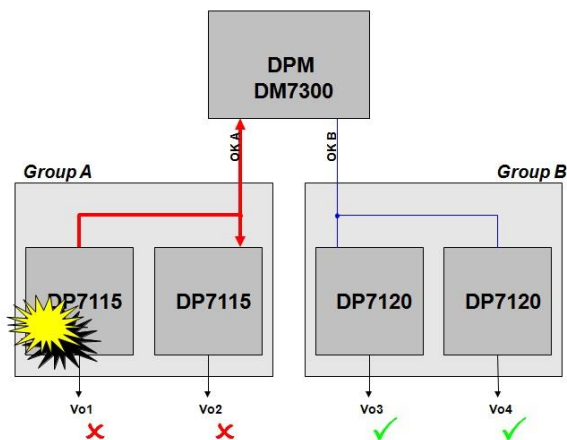 DPM
DM7300
OK A
OK B
Group A
Group B
DP7115
DP7115
DP7120
DP7120
Vo1
Vo2
Vo3
Vo4